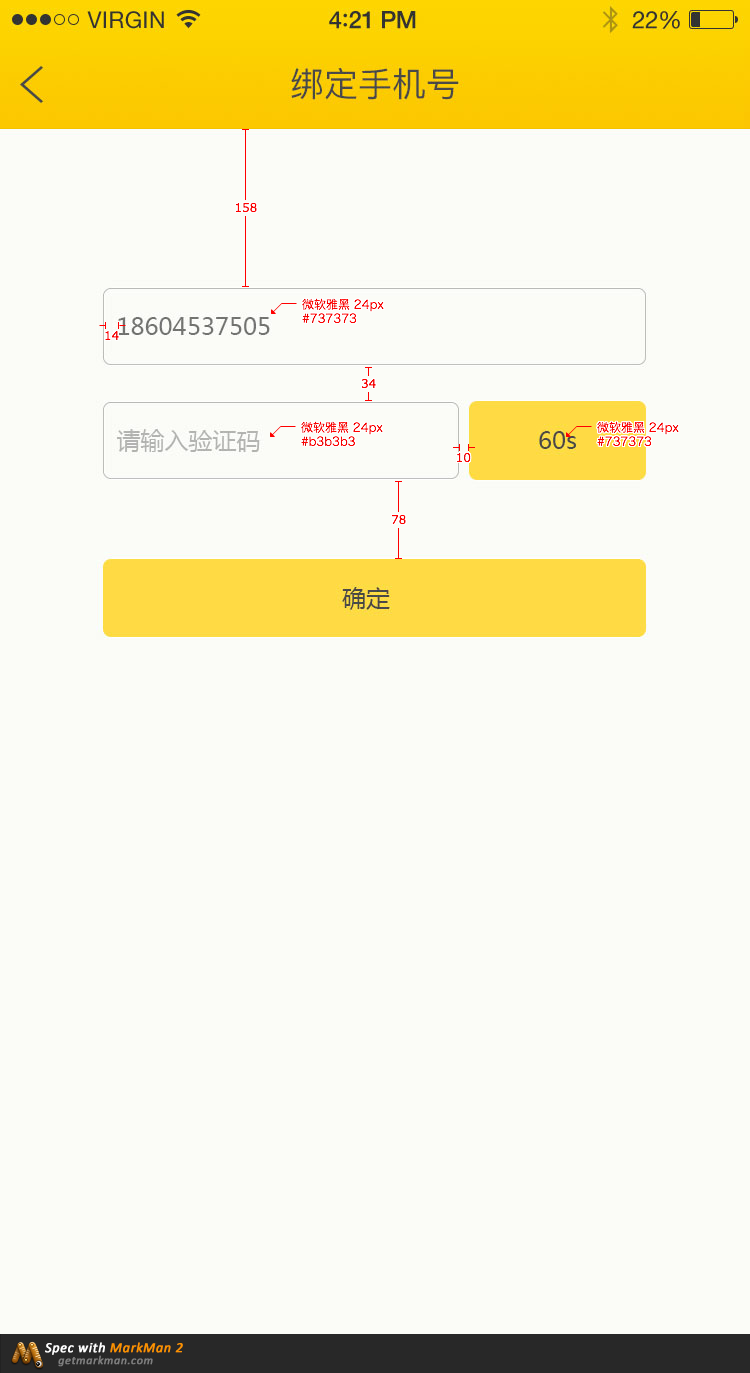 VIRGIN 4:21 PM 22%
绑定手机号
158
18604537505
微软雅黑 24px
#737373
14
34
请输入验证码
微软雅黑 24px
#b3b3b3
10
60s
微软雅黑 24px
#737373
78
确定
Spec with MarkMan 2
getmarkman.com